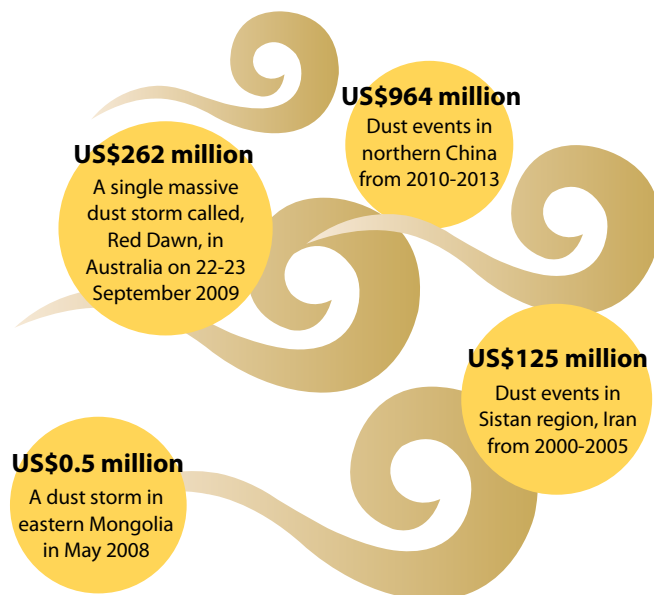 US$964 million
Dust events in
northern China
from 2010-2013
US$262 million
A single massive
dust storm called,
Red Dawn, in
Australia on 22-23
September 2009
US$125 million
Dust events in
Sistan region, Iran
from 2000-2005
US$0.5 million
A dust storm in
eastern Mongolia
in May 2008